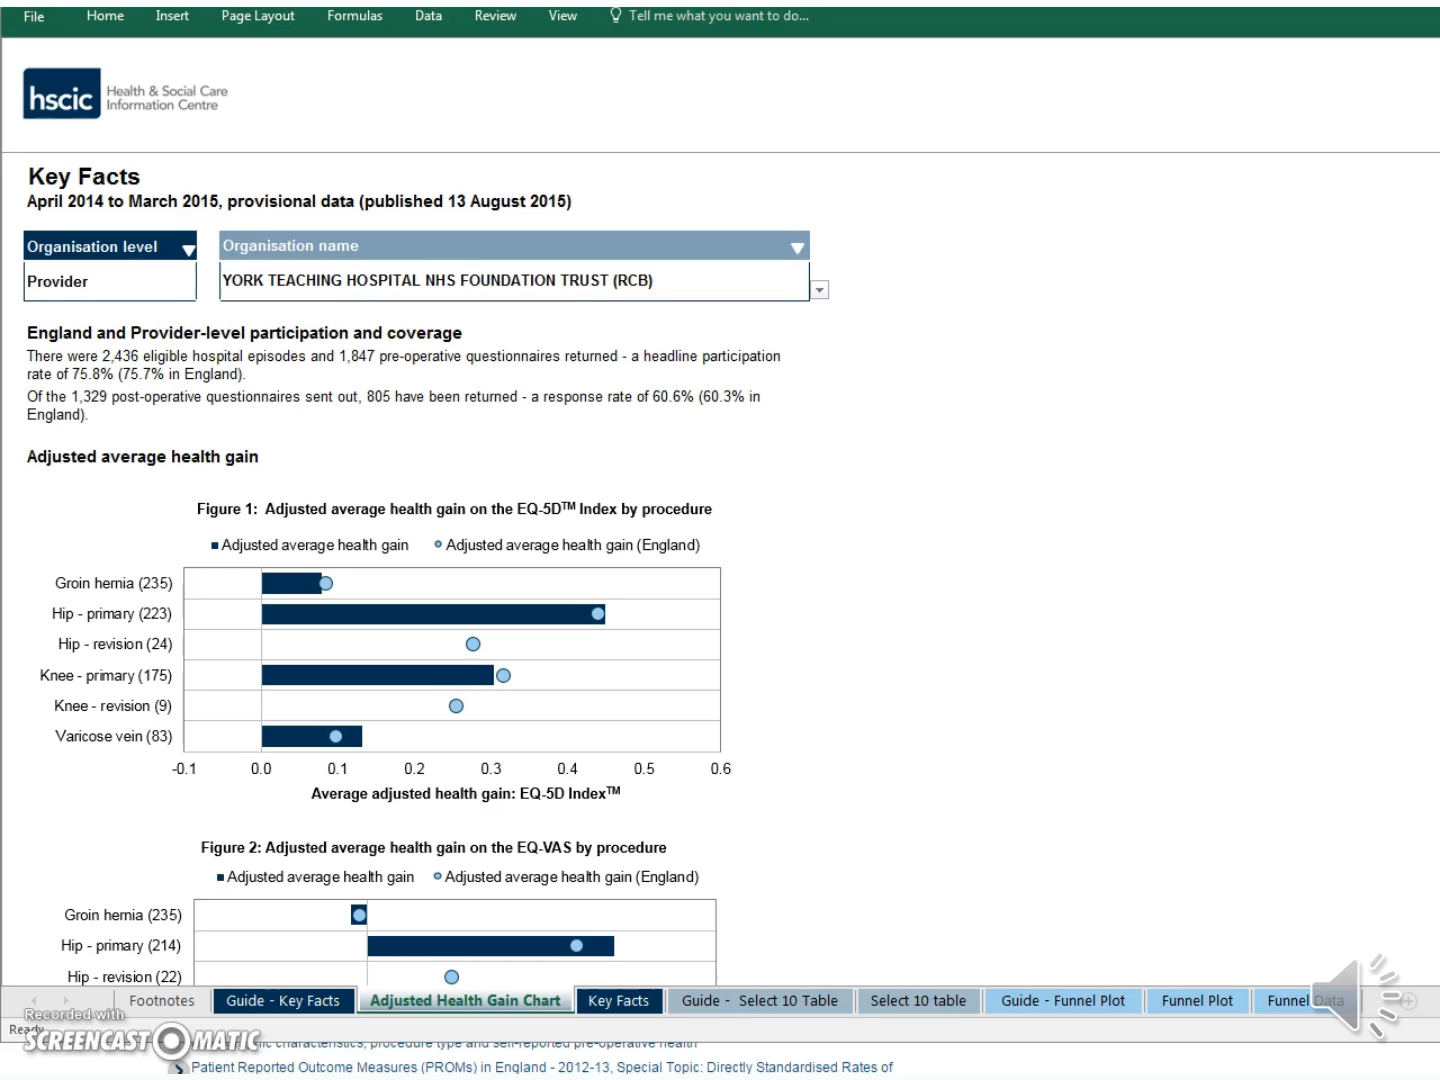 File Home Insert Page Layout Formulas Data Review View Tell me what you want to do...
hscic Health & Social Care
Information Centre
Key Facts
April 2014 to March 2015, provisional data (published 13 August 2015)
Organisation level Organisation name
Provider YORK TEACHING HOSPITAL NHS FOUNDATION TRUST (RCB)
England and Provider-level participation and coverage
There were 2,436 eligible hospital episodes and 1,847 pre-operative questionnaires returned - a headline participation
rate of 75.8% (75.7% in England).
Of the 1,329 post-operative questionnaires sent out, 805 have been returned - a response rate of 60.6% (60.3% in
England).
Adjusted average health gain
Figure 1: Adjusted average health gain on the EQ-5D™ Index by procedure
Adjusted average health gain Adjusted average health gain (England)
Groin hernia (235)
Hip - primary (223)
Hip - revision (24)
Knee - primary (175)
Knee - revision (9)
Varicose vein (83)
-0.1 0.0 0.1 0.2 0.3 0.4 0.5 0.6
Average adjusted health gain: EQ-5D Index™
Figure 2: Adjusted average health gain on the EQ-VAS by procedure
Adjusted average health gain Adjusted average health gain (England)
Groin hernia (235)
Hip - primary (214)
Hip - revision (22)
Footnotes Guide - Key Facts Adjusted Health Gain Chart Key Facts Guide - Select 10 Table Select 10 table Guide - Funnel Plot Funnel Plot Funnel Data
Recorded with
Ready
SCREENCAST-O-MATIC
characteristics, procedure type and self-reported pre-operative health
Patient Reported Outcome Measures (PROMs) in England - 2012-13, Special Topic: Directly Standardised Rates of